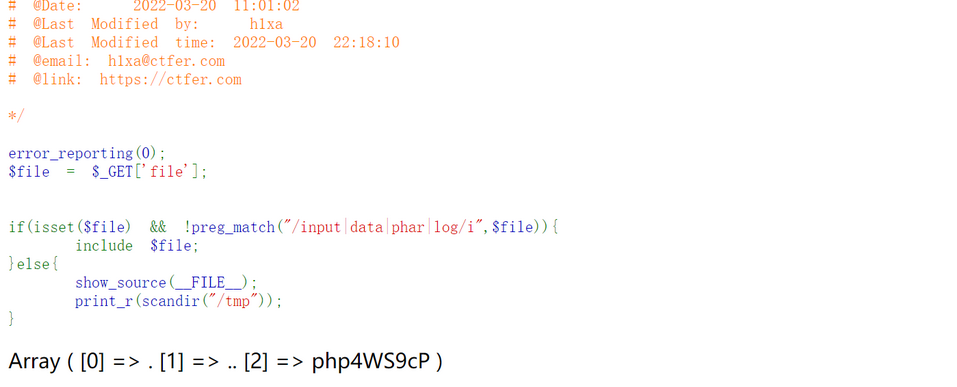 # @Date: 2022-03-20 11:01:02
# @Last Modified by: h1xa
# @Last Modified time: 2022-03-20 22:18:10
# @email: h1xa@ctfer.com
# @link: https://ctfer.com
*/
error_reporting(0);
$file = $_GET['file'];
if(isset($file) && !preg_match("/input|data|phar|log/i",$file)){
include $file;
}else{
show_source(__FILE__);
print_r(scandir("/tmp"));
}
Array ( [0] => . [1] => .. [2] => php4WS9cP )